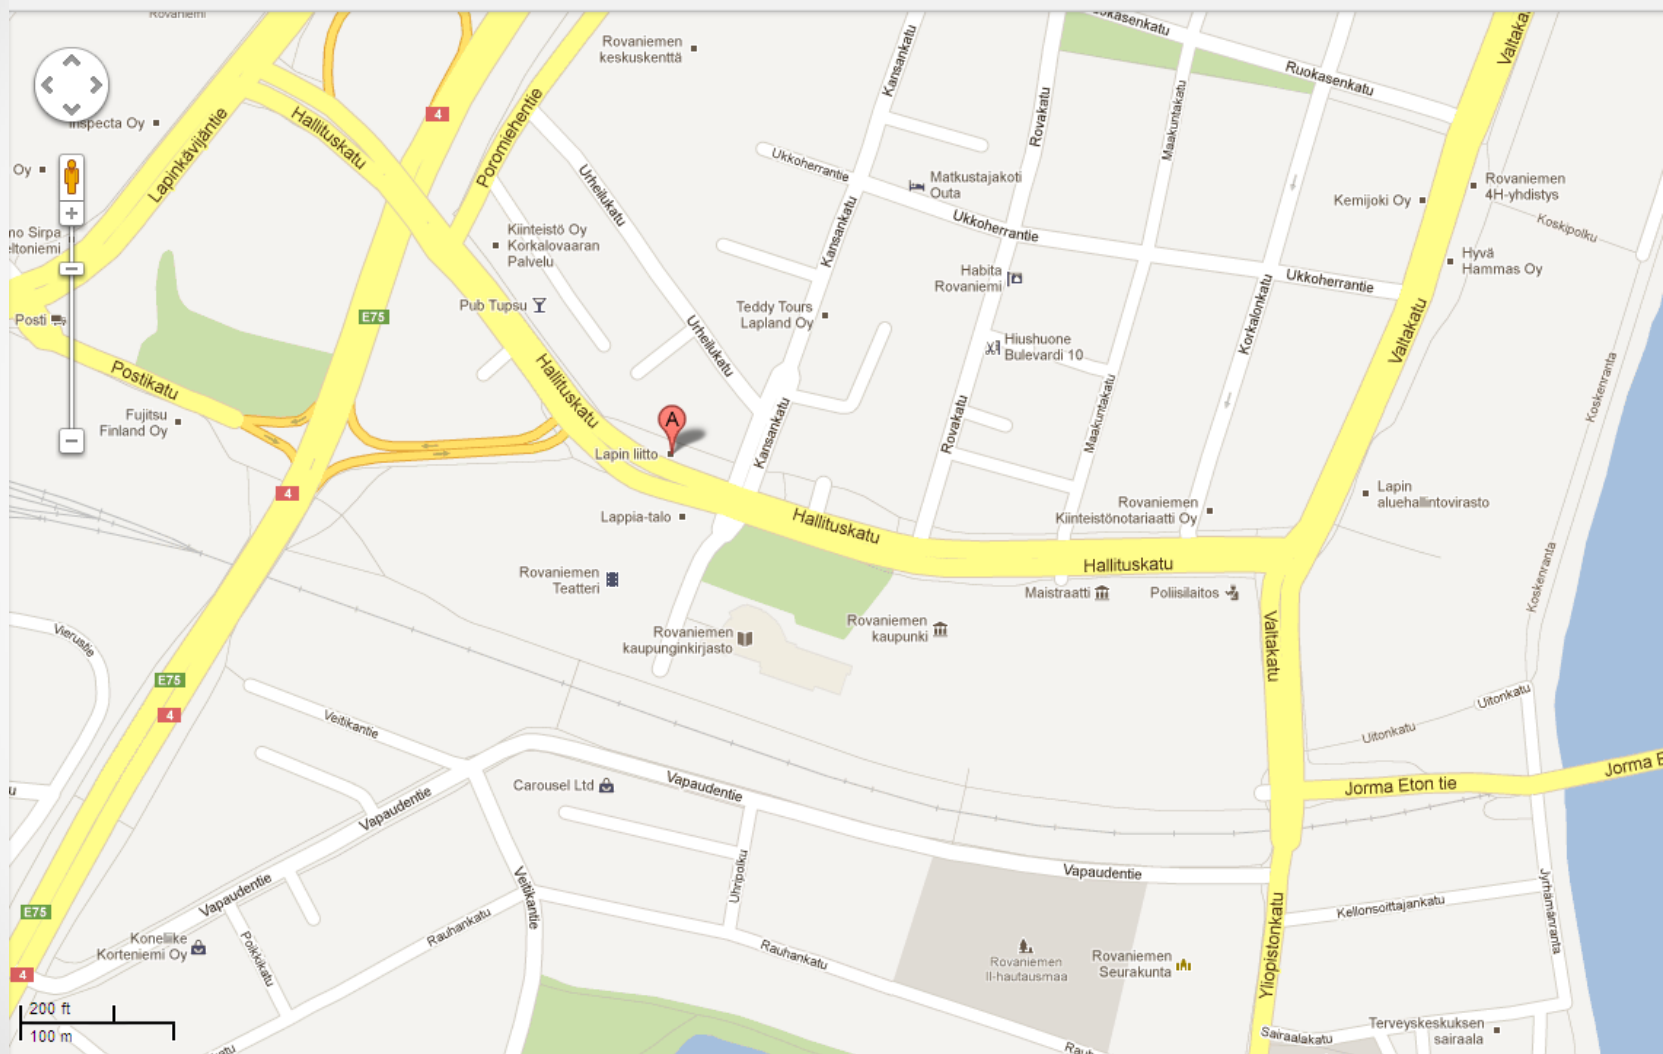 Rovaniemi
Rovaniemen
keskuskenttä
Kansankatu
Ruokasenkatu
Valtaka
Inspecta Oy
Oy
4
Lapinkävijäntie
Hallituskatu
Poromiehentie
Urheilukatu
Ukkoherrantie
Rovakatu
Maakuntakatu
Matkustajakoti
Outa
Kemijoki Oy
Rovaniemen
4H-yhdistys
Koskipolku
no Sirpa
eltoniemi
Kiinteistö Oy
Korkalovaaran
Palvelu
Kansankatu
Ukkoherrantie
Hyvä
Hammas Oy
Habita
Rovaniemi
Ukkoherrantie
Posti
E75
Pub Tupsu
Teddy Tours
Lapland Oy
Urheilukatu
Hiushuone
Bulevardi 10
Korkalonkatu
Valtakatu
Koskenranta
Postikatu
Fujitsu
Finland Oy
Hallituskatu
A
Kansankatu
Rovakatu
Maakuntakatu
Lapin liitto
4
Lappia-talo
Hallituskatu
Rovaniemen
Kiinteistönotariaatti Oy
Lapin
aluehallintovirasto
Hallituskatu
Rovaniemen
Teatteri
Maistraatti
Poliisilaitos
Koskenranta
Vierustie
Rovaniemen
kaupunginkirjasto
Rovaniemen
kaupunki
Valtakatu
E75
4
Veitikantie
Uitonkatu
Uitonkatu
Carousel Ltd
Vapaudentie
Jorma Eton tie
Jorma E
u
Vapaudentie
Vapaudentie
Uhripolku
Veitikantie
Vapaudentie
E75
Koneliike
Korteniemi Oy
Poikkikatu
Rauhankatu
Rauhankatu
Rovaniemen
II-hautausmaa
Rovaniemen
Seurakunta
Yliopistonkatu
Kellonsoittajankatu
Jyrhämänranta
4
200 ft
100 m
Terveyskeskuksen
sairaala
Sairaalakatu
atu
Rauh
Ruokasenkatu